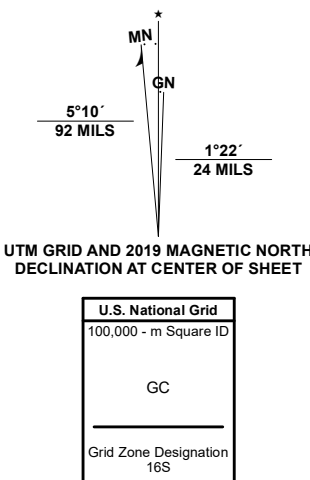 ★
MN
GN
5°10´
92 MILS
1°22´
24 MILS
UTM GRID AND 2019 MAGNETIC NORTH
DECLINATION AT CENTER OF SHEET
U.S. National Grid
100,000 - m Square ID
GC
Grid Zone Designation
16S